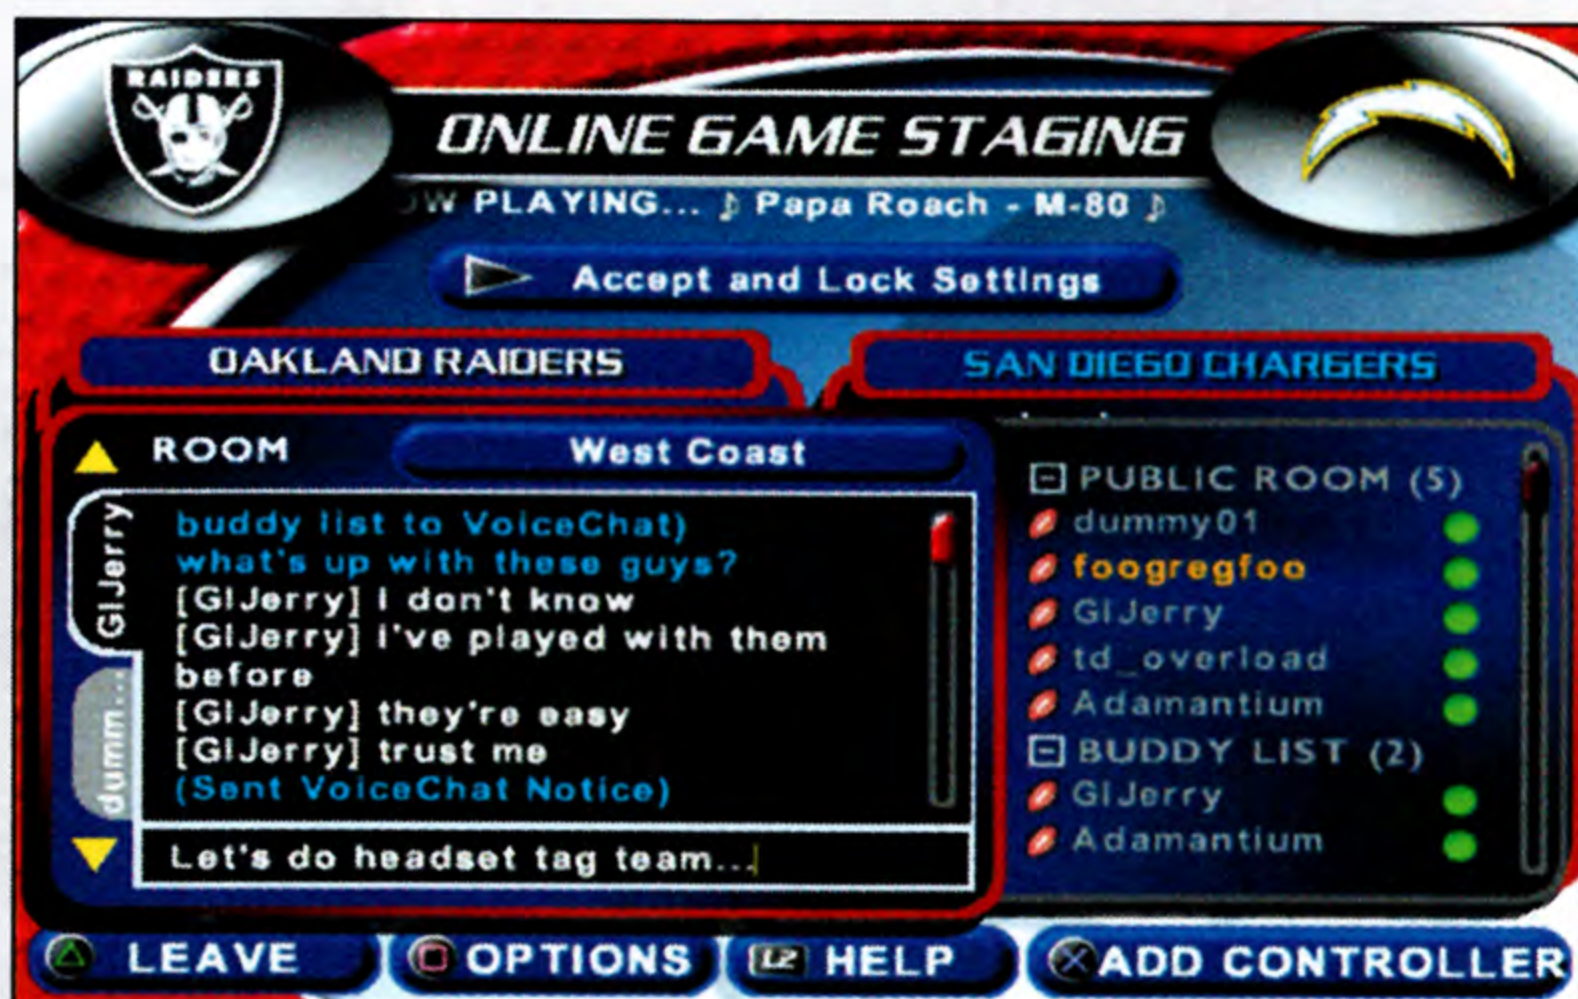 RAIDERS
ONLINE GAME STAGING
OW PLAYING... ♪ Papa Roach - M-80 ♪
Accept and Lock Settings
OAKLAND RAIDERS
SAN DIEGO CHARGERS
ROOM West Coast
GIJerry
dumm...
buddy list to VoiceChat)
what's up with these guys?
[GIJerry] I don't know
[GIJerry] I've played with them
before
[GIJerry] they're easy
[GIJerry] trust me
(Sent VoiceChat Notice)
Let's do headset tag team...
PUBLIC ROOM (5)
dummy01
foogregfoo
GIJerry
td_overload
Adamantium
BUDDY LIST (2)
GIJerry
Adamantium
LEAVE
OPTIONS
L2 HELP
ADD CONTROLLER